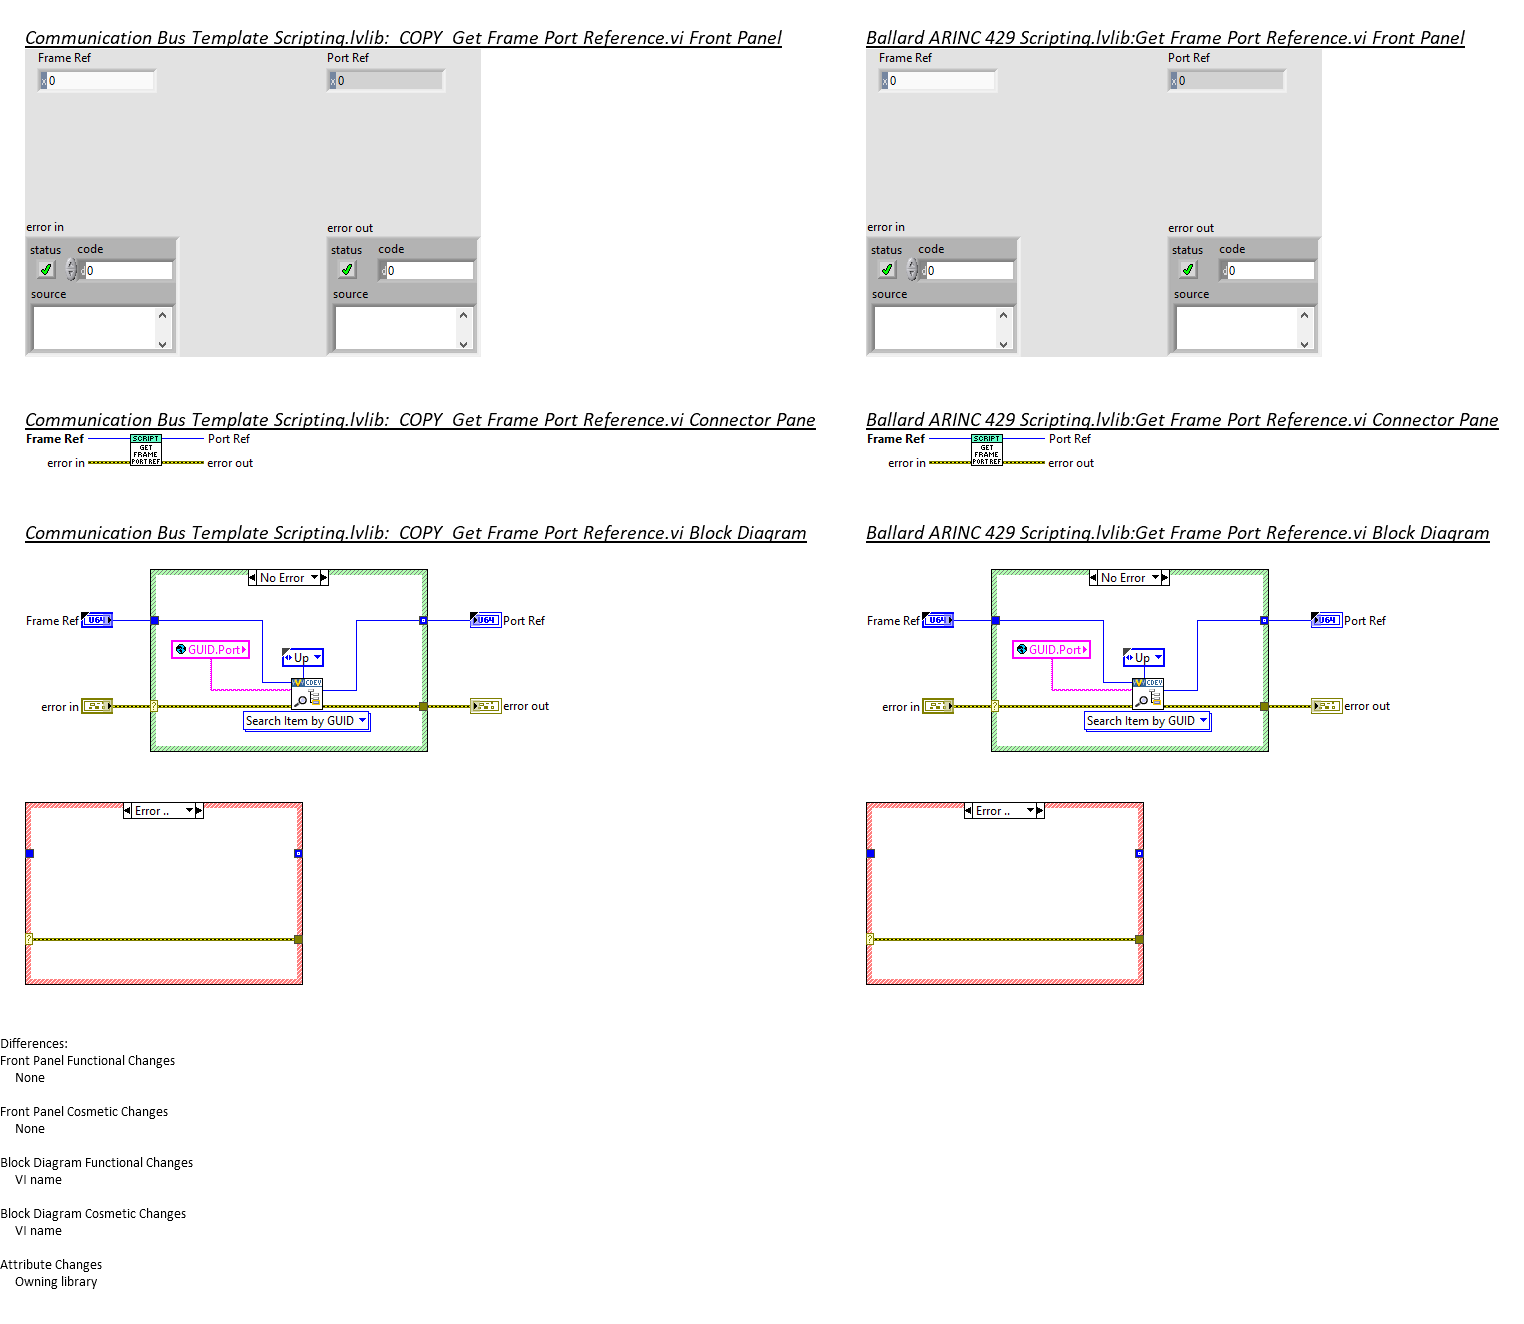 Communication Bus Template Scripting.lvlib:  COPY  Get Frame Port Reference.vi Front Panel
Frame Ref
Port Ref
x 0
x 0
error in
error out
status code
status code
d 0
d 0
source
source
Ballard ARINC 429 Scripting.lvlib:Get Frame Port Reference.vi Front Panel
Frame Ref
Port Ref
x 0
x 0
error in
error out
status code
status code
d 0
d 0
source
source
Communication Bus Template Scripting.lvlib:  COPY  Get Frame Port Reference.vi Connector Pane
Frame Ref
SCRIPT
GET
FRAME
PORT REF
Port Ref
error in
error out
Ballard ARINC 429 Scripting.lvlib:Get Frame Port Reference.vi Connector Pane
Frame Ref
SCRIPT
GET
FRAME
PORT REF
Port Ref
error in
error out
Communication Bus Template Scripting.lvlib:  COPY  Get Frame Port Reference.vi Block Diagram
No Error
Frame Ref
U64
U64
Port Ref
GUID.Port
Up
CDEV
error in
?
error out
Search Item by GUID
Error ..
?
Ballard ARINC 429 Scripting.lvlib:Get Frame Port Reference.vi Block Diagram
No Error
Frame Ref
U64
U64
Port Ref
GUID.Port
Up
CDEV
error in
?
error out
Search Item by GUID
Error ..
?
Differences:
Front Panel Functional Changes
None
Front Panel Cosmetic Changes
None
Block Diagram Functional Changes
VI name
Block Diagram Cosmetic Changes
VI name
Attribute Changes
Owning library